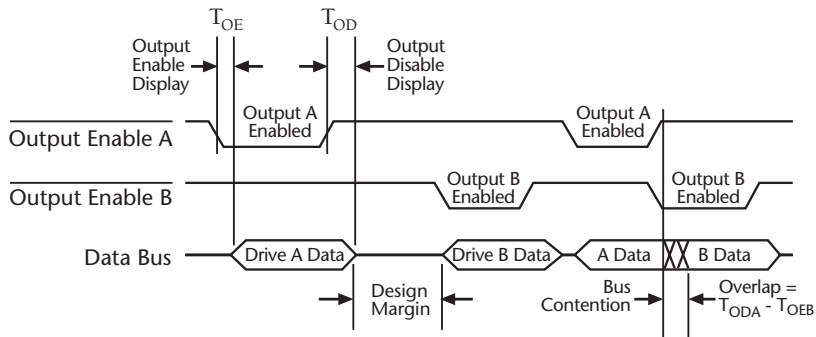 TOE
TOD
Output
Enable
Display
Output
Disable
Display
Output Enable A
Output A
Enabled
Output A
Enabled
Output Enable B
Output B
Enabled
Output B
Enabled
Data Bus
Drive A Data
Drive B Data
A Data
B Data
Design
Margin
Bus
Contention
Overlap =
TODA - TOEB